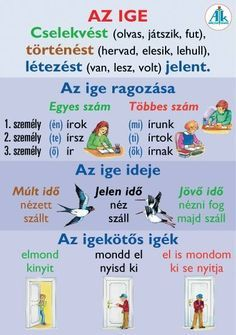 AZ IGE
Cselekvést (olvas, játszik, fut),
történést (hervad, elesik, lehull),
létezést (van, lesz, volt) jelent.
Az ige ragozása
Egyes szám Többes szám
1. személy (én) írok (mi) írunk
2. személy (te) írsz (ti) írtok
3. személy (ő) ír (ők) írnak
Az ige ideje
Múlt idő Jelen idő Jövő idő
nézett néz nézni fog
szállt száll majd száll
Az igekötős igék
elmond mondd el el is mondom
kinyit nyisd ki ki se nyitja